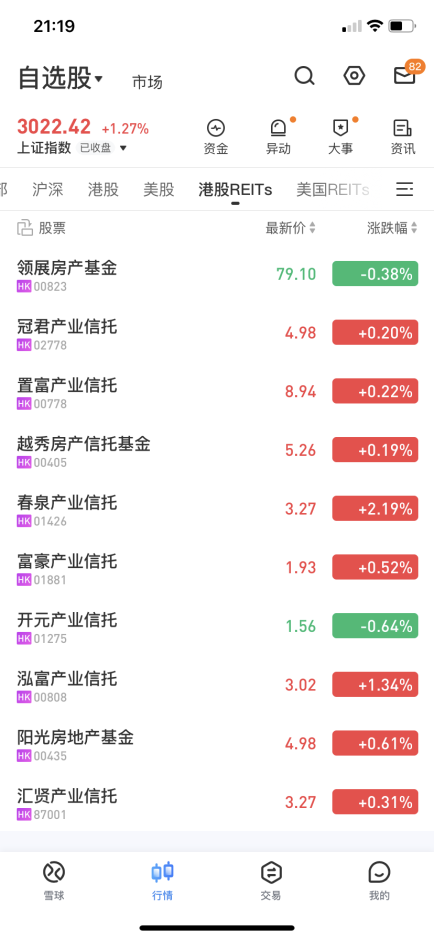 21:19
自选股 市场 82
3022.42 +1.27%
上证指数 已收盘
资金 异动 大事 资讯
沪深 港股 美股 港股REITs 美国REITs
股票 最新价 涨跌幅
领展房产基金
HK 00823 79.10 -0.38%
冠君产业信托
HK 02778 4.98 +0.20%
置富产业信托
HK 00778 8.94 +0.22%
越秀房产信托基金
HK 00405 5.26 +0.19%
春泉产业信托
HK 01426 3.27 +2.19%
富豪产业信托
HK 01881 1.93 +0.52%
开元产业信托
HK 01275 1.56 -0.64%
泓富产业信托
HK 00808 3.02 +1.34%
阳光房地产基金
HK 00435 4.98 +0.61%
汇贤产业信托
HK 87001 3.27 +0.31%
雪球 行情 交易 我的